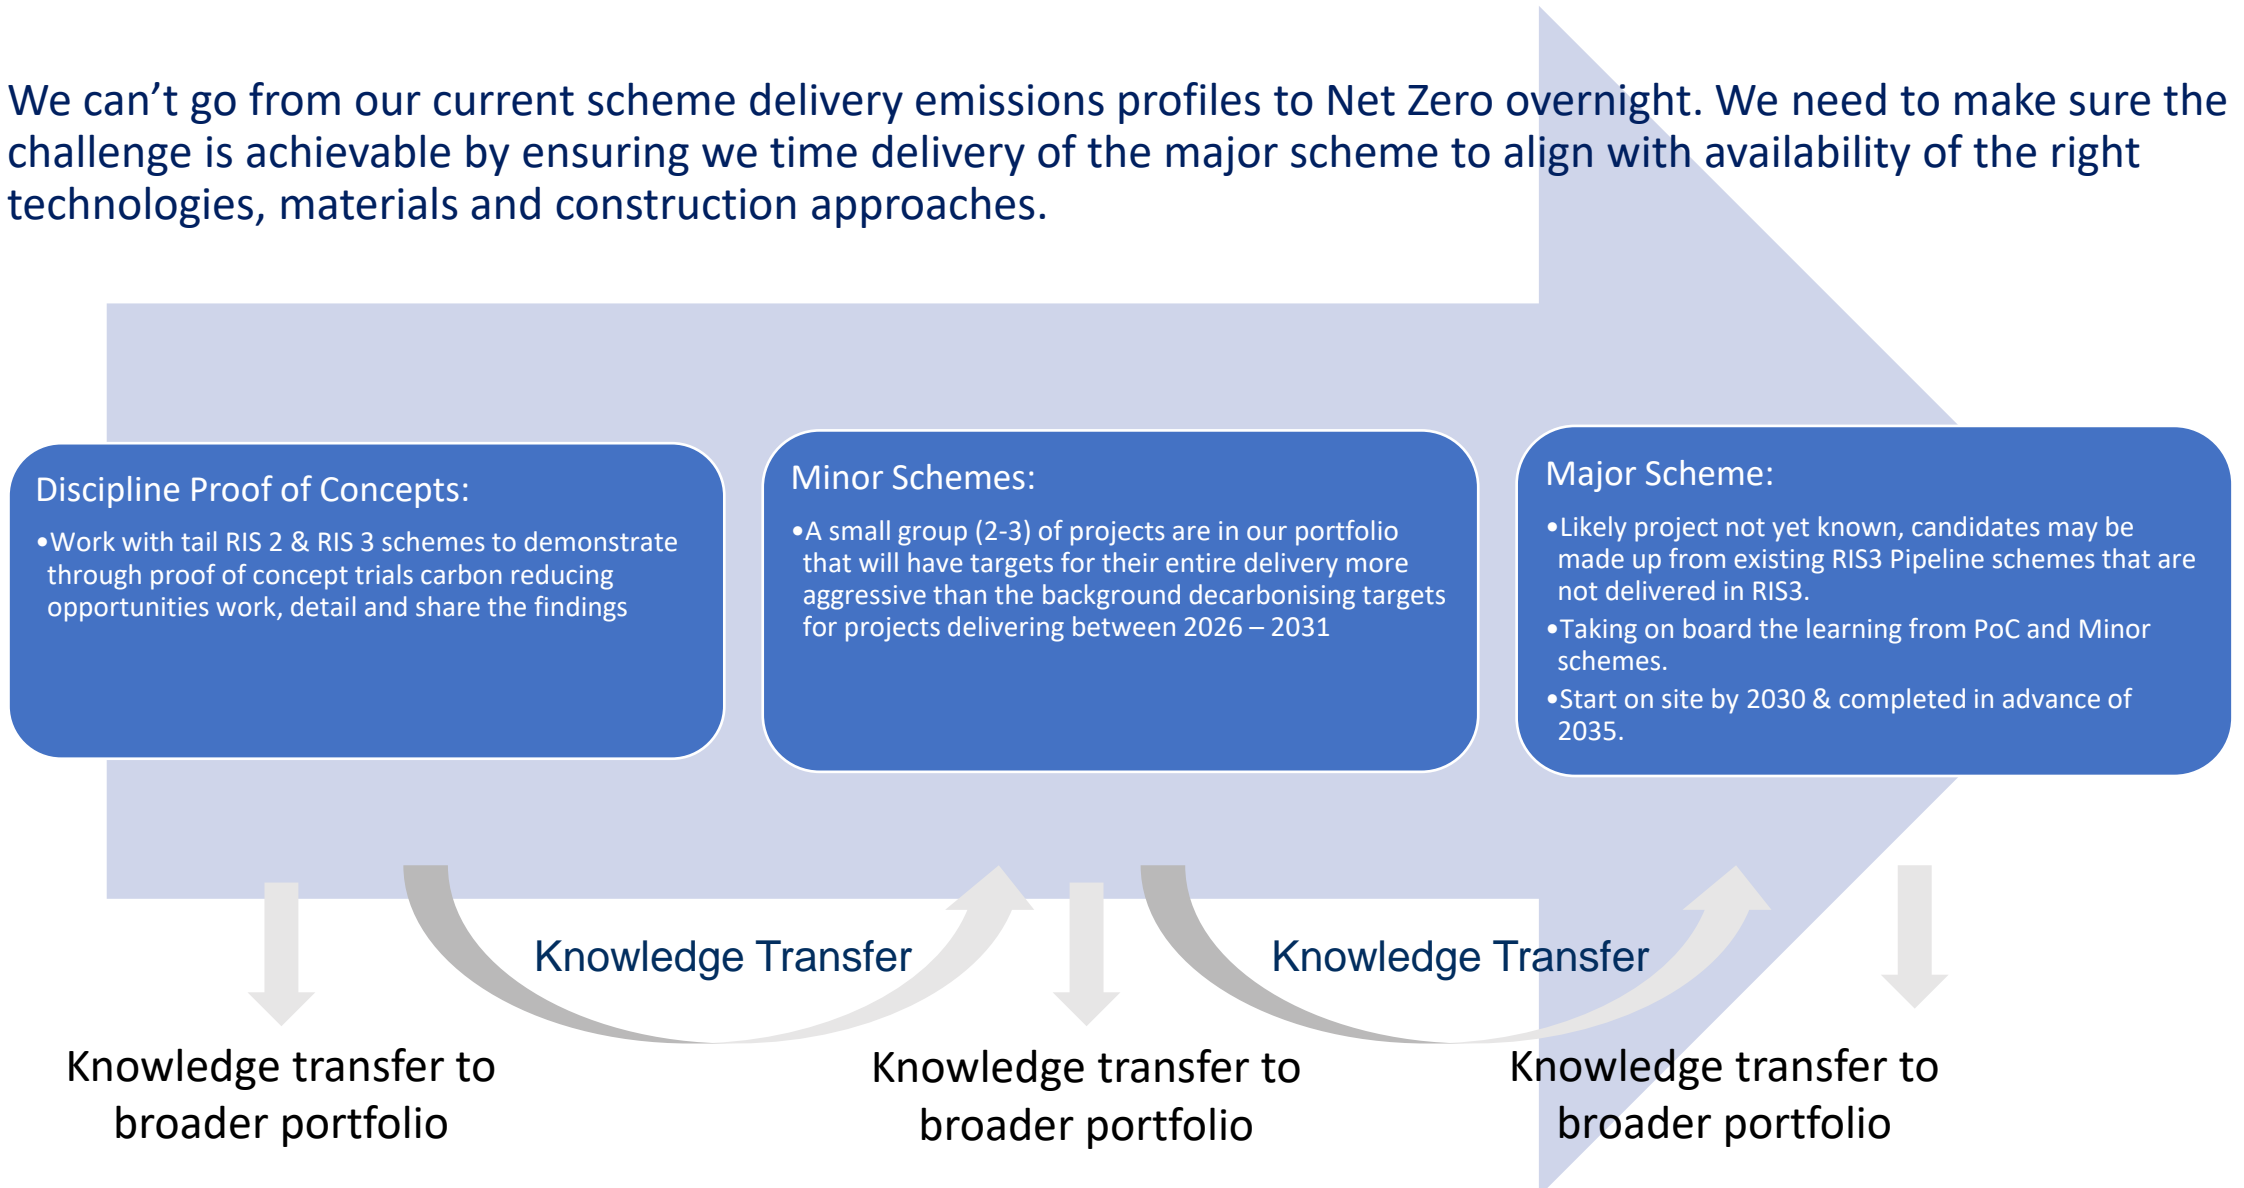 We can’t go from our current scheme delivery emissions profiles to Net Zero overnight. We need to make sure the
challenge is achievable by ensuring we time delivery of the major scheme to align with availability of the right
technologies, materials and construction approaches.
Discipline Proof of Concepts:
•Work with tail RIS 2 & RIS 3 schemes to demonstrate
through proof of concept trials carbon reducing
opportunities work, detail and share the findings
Minor Schemes:
•A small group (2-3) of projects are in our portfolio
that will have targets for their entire delivery more
aggressive than the background decarbonising targets
for projects delivering between 2026 – 2031
Major Scheme:
•Likely project not yet known, candidates may be
made up from existing RIS3 Pipeline schemes that are
not delivered in RIS3.
•Taking on board the learning from PoC and Minor
schemes.
•Start on site by 2030 & completed in advance of
2035.
Knowledge Transfer
Knowledge Transfer
Knowledge transfer to
broader portfolio
Knowledge transfer to
broader portfolio
Knowledge transfer to
broader portfolio